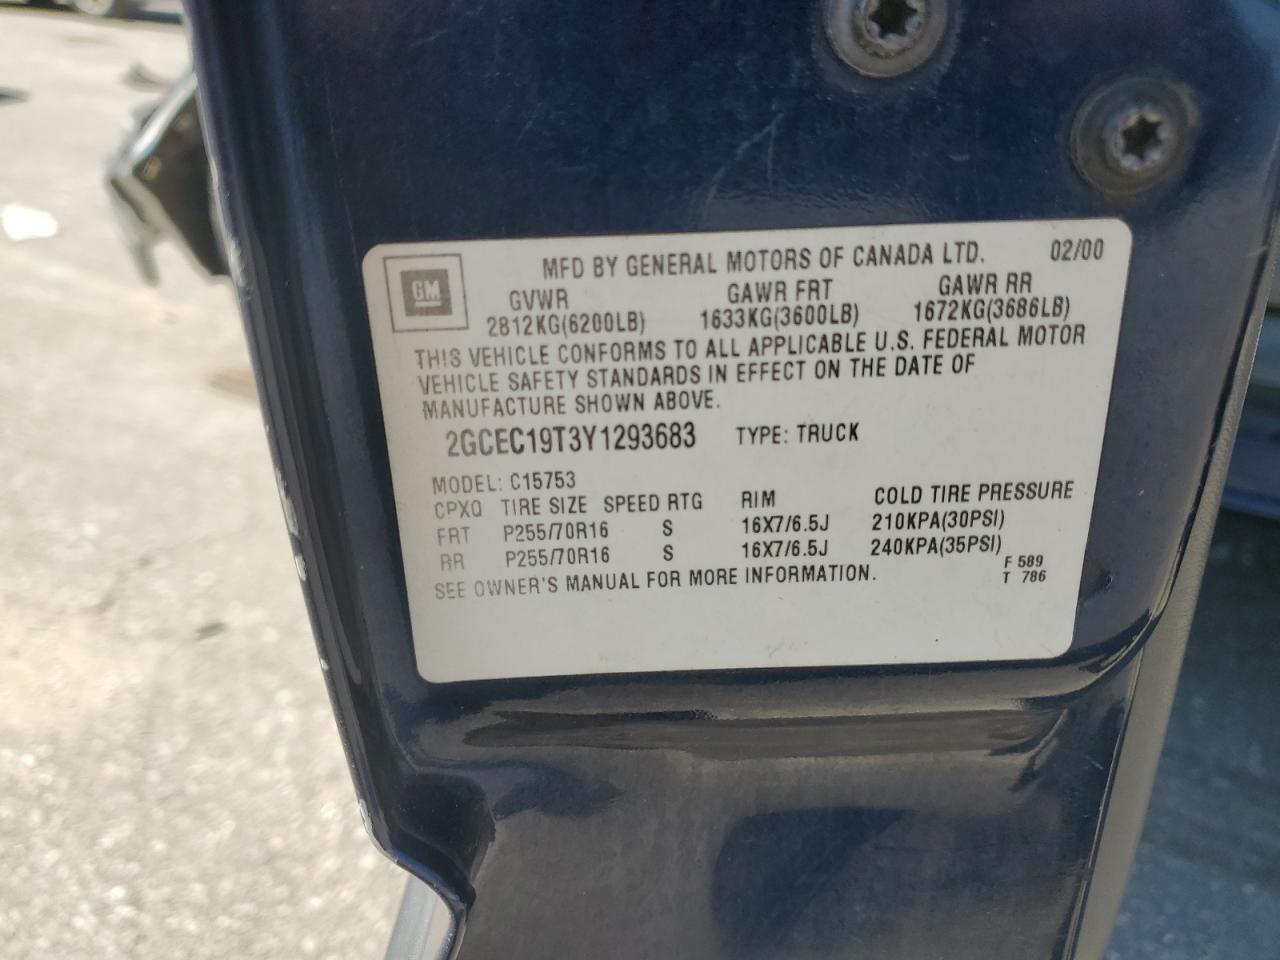 GM
MFD BY GENERAL MOTORS OF CANADA LTD. 02/00
GVWR GAWR FRT GAWR RR
2812KG(6200LB) 1633KG(3600LB) 1672KG(3686LB)
THIS VEHICLE CONFORMS TO ALL APPLICABLE U.S. FEDERAL MOTOR
VEHICLE SAFETY STANDARDS IN EFFECT ON THE DATE OF
MANUFACTURE SHOWN ABOVE.
2GCEC19T3Y1293683 TYPE: TRUCK
MODEL: C15753
CPXQ TIRE SIZE SPEED RTG RIM COLD TIRE PRESSURE
FRT P255/70R16 S 16X7/6.5J 210KPA(30PSI)
RR P255/70R16 S 16X7/6.5J 240KPA(35PSI)
SEE OWNER'S MANUAL FOR MORE INFORMATION.
F 589
T 786